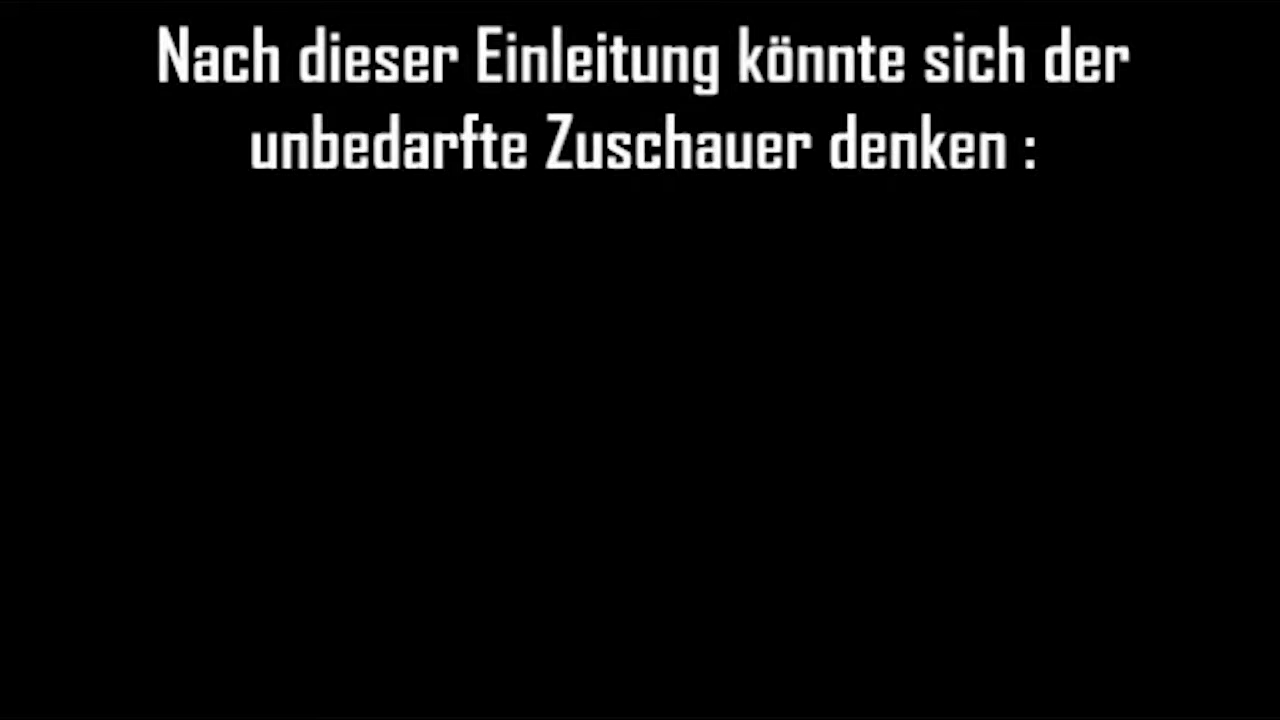 Nach dieser Einleitung könnte sich der
unbedarfte Zuschauer denken :